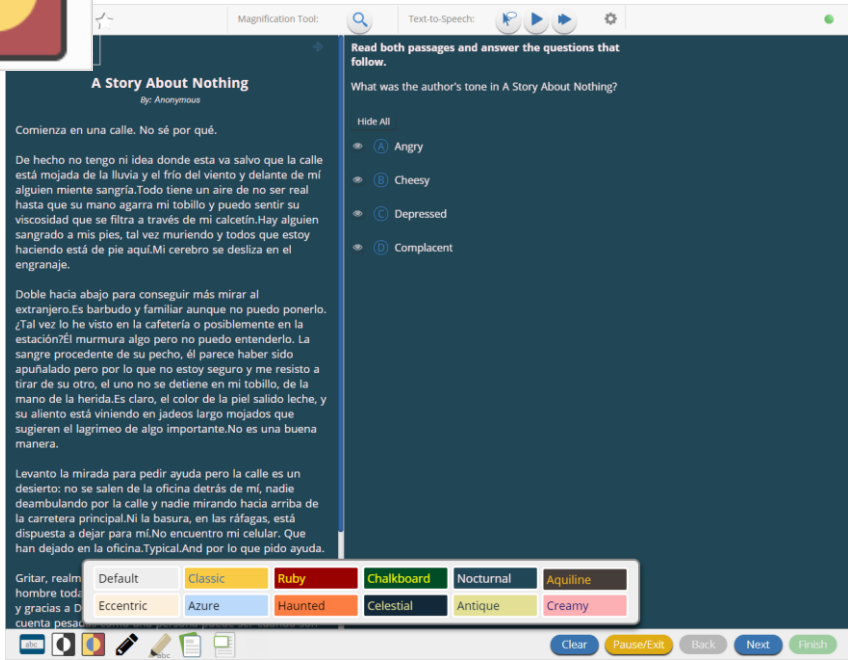 Magnification Tool:
Text-to-Speech:
A Story About Nothing
By: Anonymous
Comienza en una calle. No sé por qué.
De hecho no tengo ni idea donde esta va salvo que la calle
está mojada de la lluvia y el frío del viento y delante de mí
alguien miente sangría.Todo tiene un aire de no ser real
hasta que su mano agarra mi tobillo y puedo sentir su
viscosidad que se filtra a través de mi calcetín.Hay alguien
sangrado a mis pies, tal vez muriendo y todos que estoy
haciendo está de pie aquí.Mi cerebro se desliza en el
engranaje.
Doble hacia abajo para conseguir más mirar al
extranjero.Es barbudo y familiar aunque no puedo ponerlo.
¿Tal vez lo he visto en la cafetería o posiblemente en la
estación?Él murmura algo pero no puedo entenderlo. La
sangre procedente de su pecho, él parece haber sido
apuñalado pero por lo que no estoy seguro y me resisto a
tirar de su otro, el uno no se detiene en mi tobillo, de la
mano de la herida.Es claro, el color de la piel salido leche, y
su aliento está viniendo en jadeos largo mojados que
sugieren el lagrimeo de algo importante.No es una buena
manera.
Levanto la mirada para pedir ayuda pero la calle es un
desierto: no se salen de la oficina detrás de mí, nadie
deambulando por la calle y nadie mirando hacia arriba de
la carretera principal.Ni la basura, en las ráfagas, está
dispuesta a dejar para mí.No encuentro mi celular. Que
han dejado en la oficina.Typical.And por lo que pido ayuda.
Gritar, realm
hombre toda
y gracias a D
cuenta pesad
Read both passages and answer the questions that
follow.
What was the author's tone in A Story About Nothing?
Hide All
A Angry
B Cheesy
C Depressed
D Complacent
Default Classic Ruby Chalkboard Nocturnal Aquiline
Eccentric Azure Haunted Celestial Antique Creamy
abc
abc
Clear Pause/Exit Back Next Finish